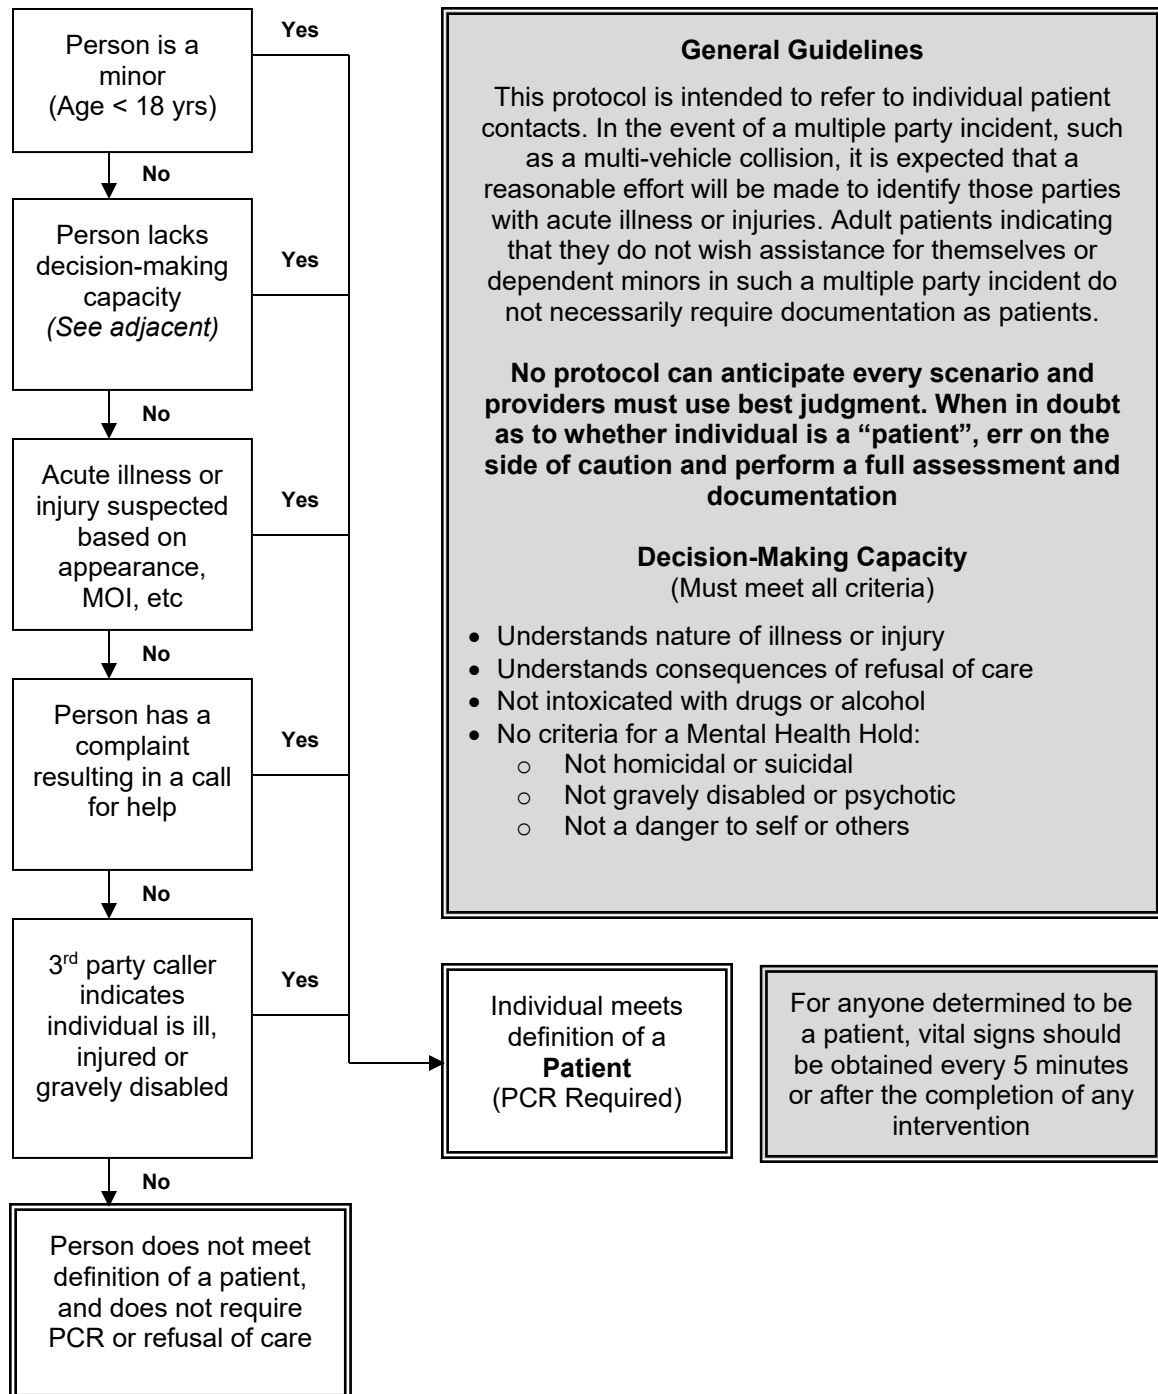 Person is a
minor
(Age < 18 yrs)
Yes
No
Person lacks
decision-making
capacity
(See adjacent)
Yes
No
Acute illness or
injury suspected
based on
appearance,
MOI, etc
Yes
No
Person has a
complaint
resulting in a call
for help
Yes
No
3rd party caller
indicates
individual is ill,
injured or
gravely disabled
Yes
No
Person does not meet
definition of a patient,
and does not require
PCR or refusal of care
General Guidelines
This protocol is intended to refer to individual patient
contacts. In the event of a multiple party incident, such
as a multi-vehicle collision, it is expected that a
reasonable effort will be made to identify those parties
with acute illness or injuries. Adult patients indicating
that they do not wish assistance for themselves or
dependent minors in such a multiple party incident do
not necessarily require documentation as patients.
No protocol can anticipate every scenario and
providers must use best judgment. When in doubt
as to whether individual is a “patient”, err on the
side of caution and perform a full assessment and
documentation
Decision-Making Capacity
(Must meet all criteria)
• Understands nature of illness or injury
• Understands consequences of refusal of care
• Not intoxicated with drugs or alcohol
• No criteria for a Mental Health Hold:
o Not homicidal or suicidal
o Not gravely disabled or psychotic
o Not a danger to self or others
Individual meets
definition of a
Patient
(PCR Required)
For anyone determined to be
a patient, vital signs should
be obtained every 5 minutes
or after the completion of any
intervention